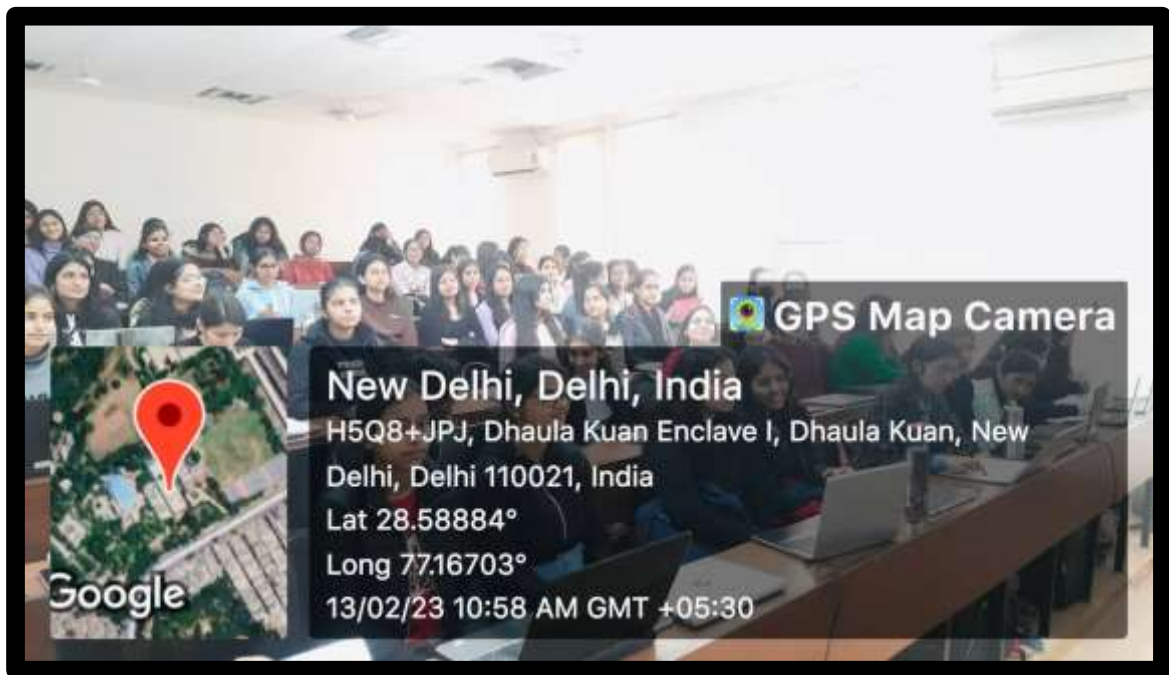 GPS Map Camera
New Delhi, Delhi, India
H5Q8+JPJ, Dhaula Kuan Enclave I, Dhaula Kuan, New
Delhi, Delhi 110021, India
Lat 28.58884°
Long 77.16703°
13/02/23 10:58 AM GMT +05:30
Google